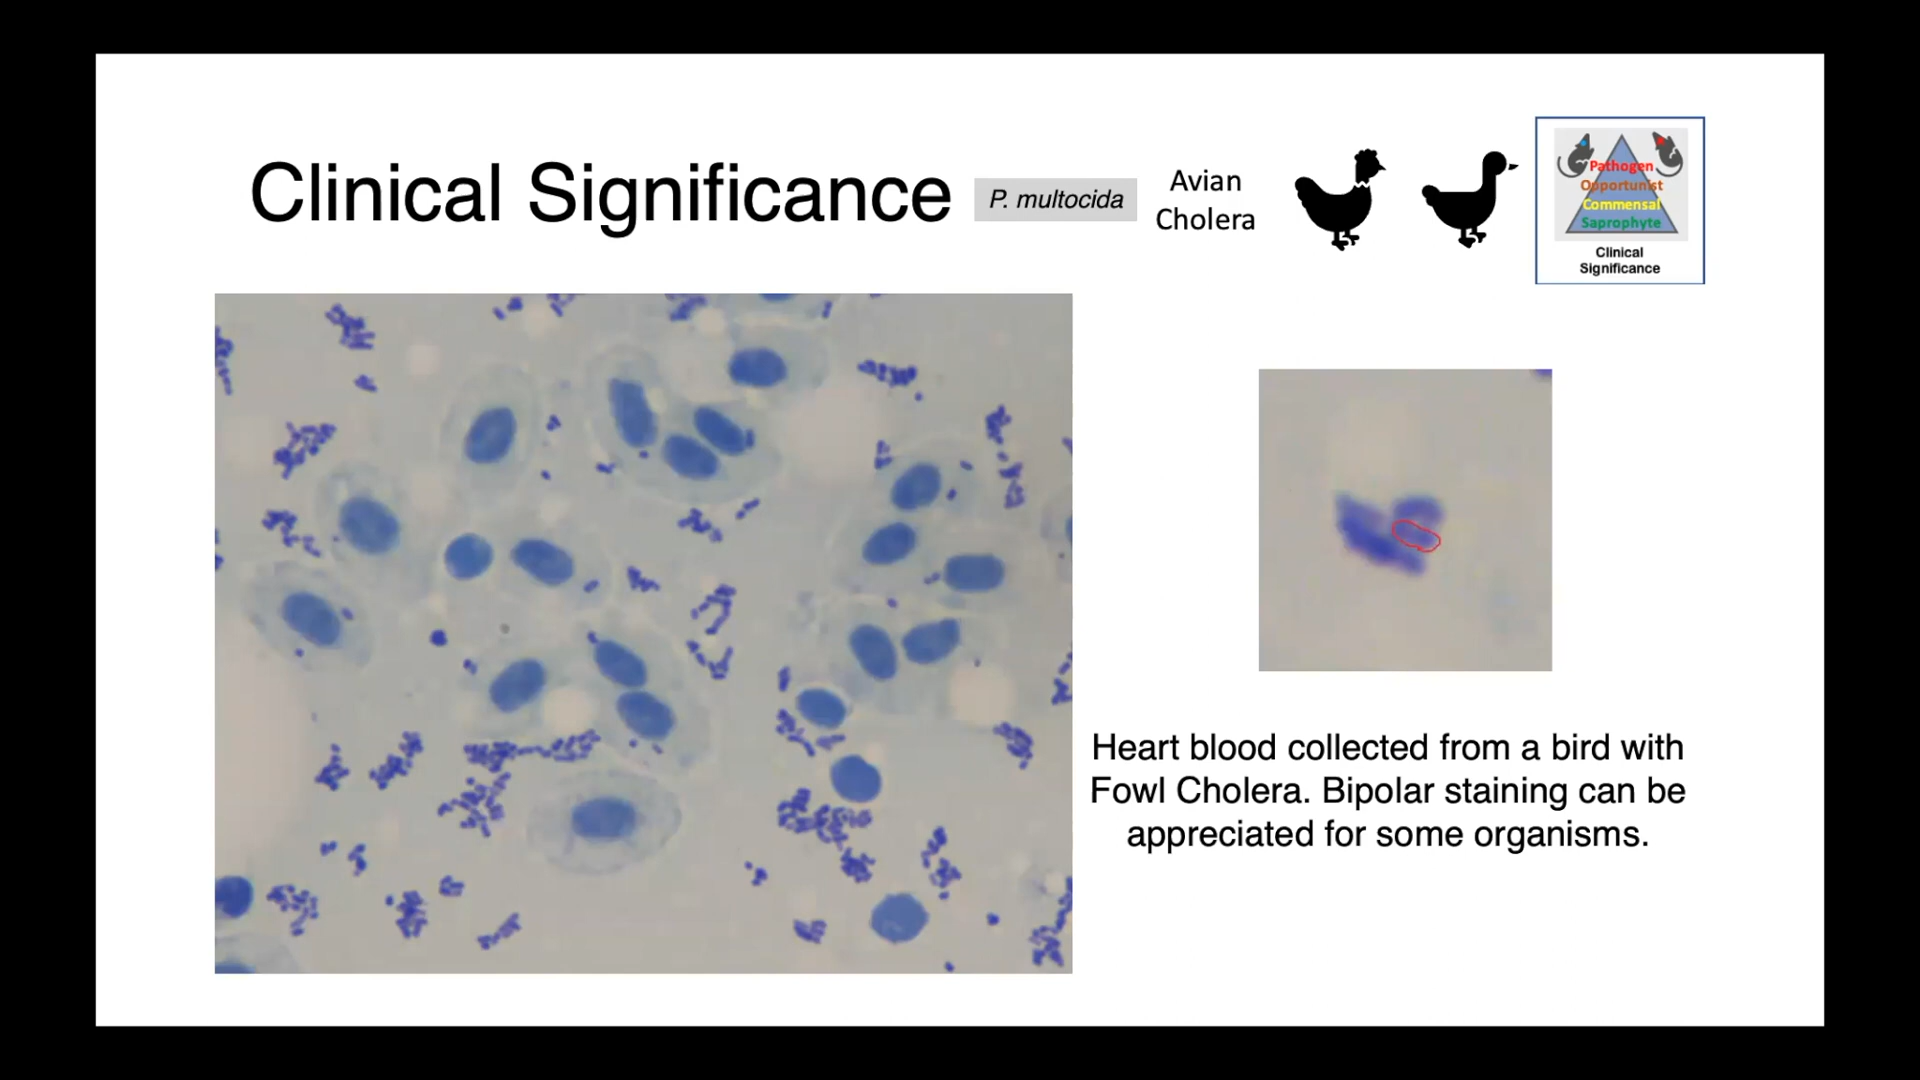 Clinical Significance
P. multocida
Avian
Cholera
Pathogen
Opportunist
Commensal
Saprophyte
Clinical
Significance
Heart blood collected from a bird with
Fowl Cholera. Bipolar staining can be
appreciated for some organisms.